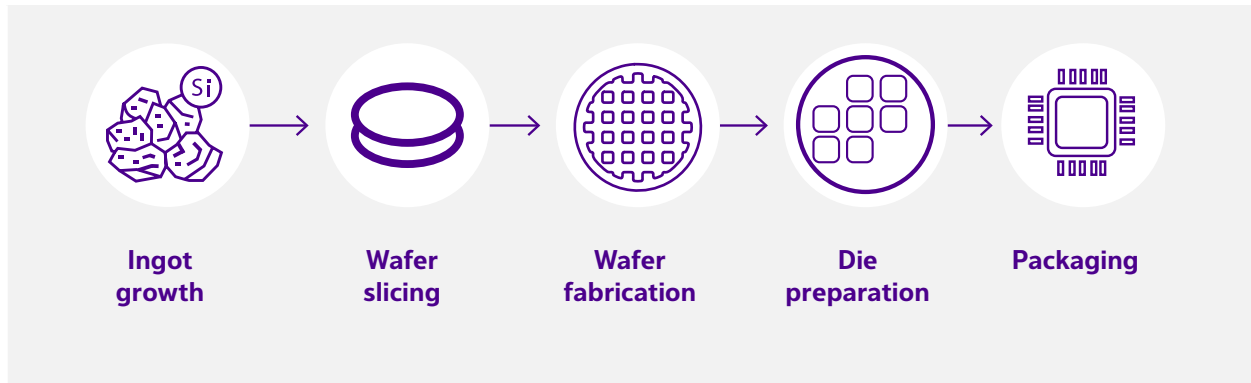 Si
Ingot
growth
Wafer
slicing
Wafer
fabrication
Die
preparation
Packaging